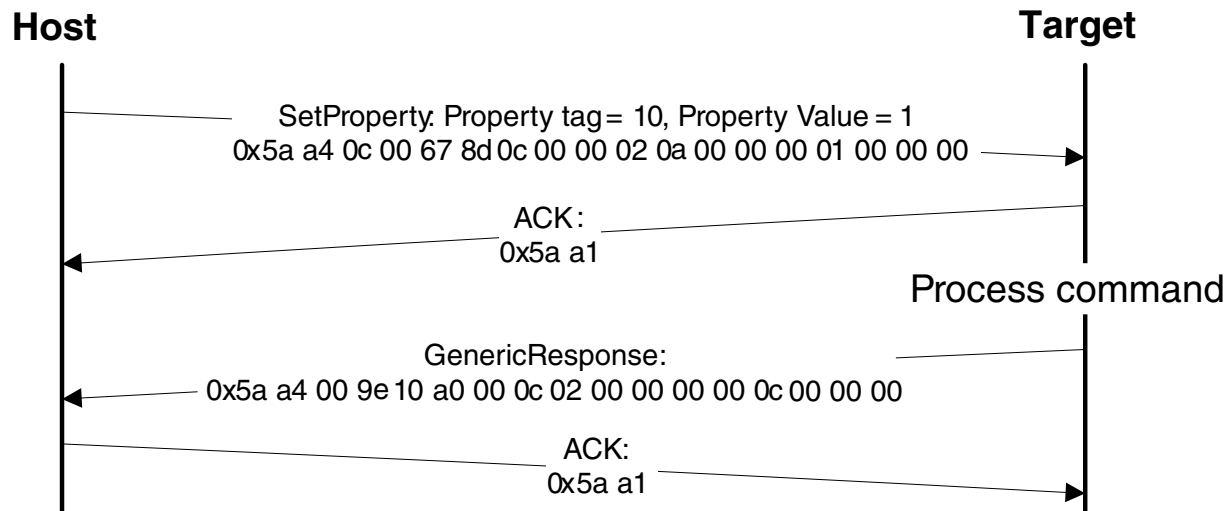 Host
Target
SetProperty: Property tag = 10, Property Value = 1
0x5a a4 0c 00 67 8d 0c 00 00 02 0a 00 00 00 01 00 00 00
ACK:
0x5a a1
Process command
GenericResponse:
0x5a a4 00 9e 10 a0 00 0c 02 00 00 00 00 0c 00 00 00
ACK:
0x5a a1